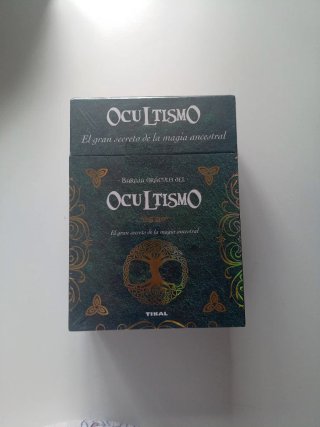 OCULTISMO
El gran secreto de la magia ancestral
BARAJA ORÁCULO DEL
OCULTISMO
El gran secreto de la magia ancestral
TIKAL